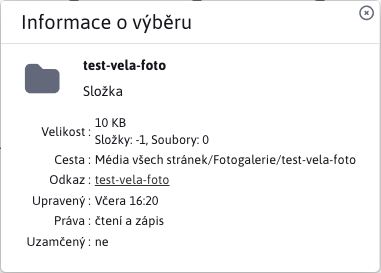 Informace o výběru
test-vela-foto
Složka
Velikost : 10 KB
Složky: -1, Soubory: 0
Cesta : Média všech stránek/Fotogalerie/test-vela-foto
Odkaz : test-vela-foto
Upravený : Včera 16:20
Práva : čtení a zápis
Uzamčený : ne